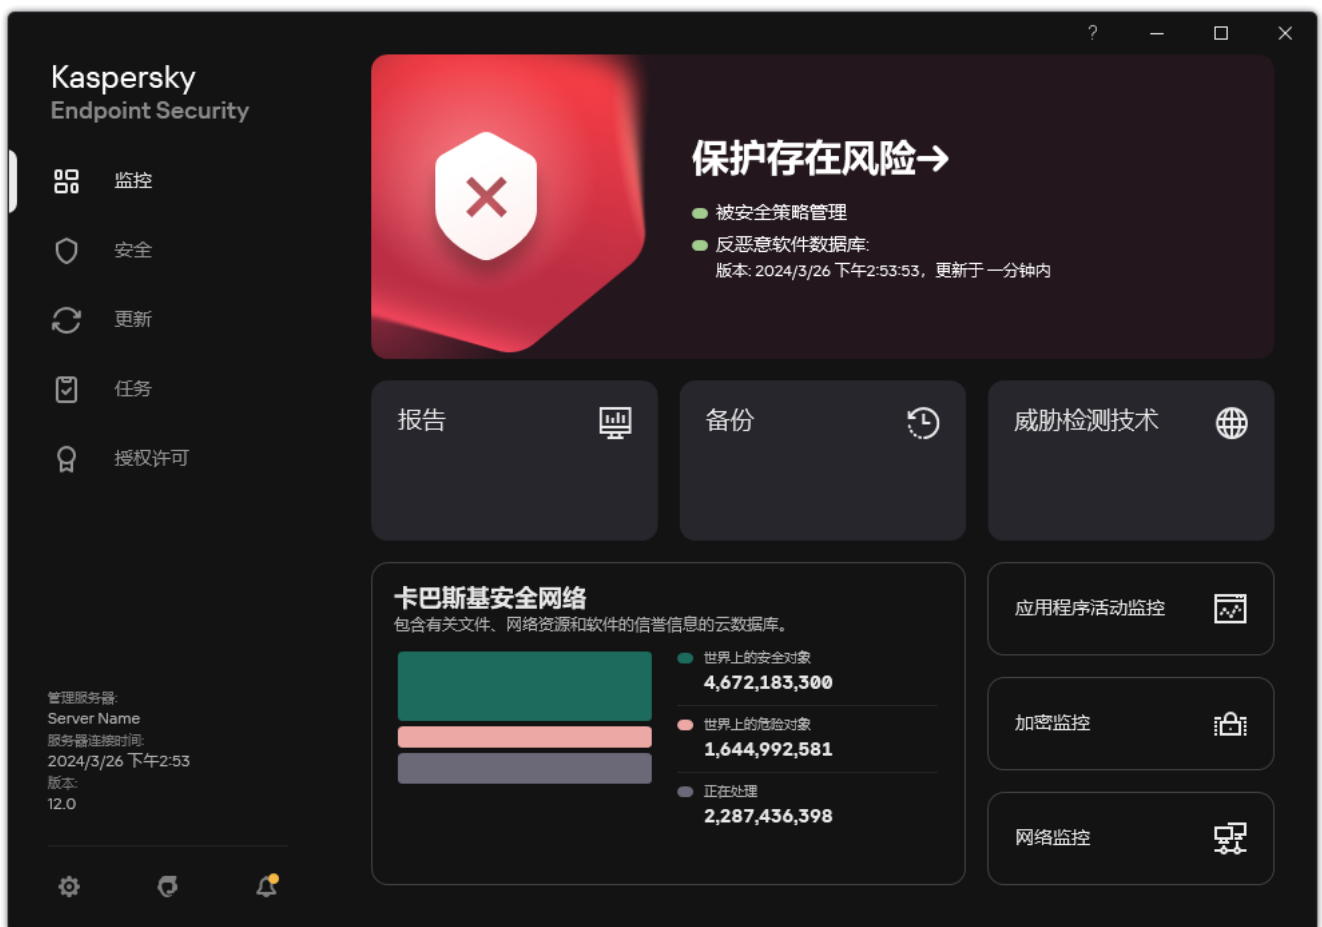 ?
Kaspersky
Endpoint Security
监控
安全
更新
任务
授权许可
管理服务器:
Server Name
服务器连接时间:
2024/3/26 下午2:53
版本:
12.0
保护存在风险→
被安全策略管理
反恶意软件数据库:
版本: 2024/3/26 下午2:53:53，更新于 一分钟内
报告
备份
威胁检测技术
卡巴斯基安全网络
包含有关文件、网络资源和软件的信誉信息的云数据库。
世界上的安全对象
4,672,183,300
世界上的危险对象
1,644,992,581
正在处理
2,287,436,398
应用程序活动监控
加密监控
网络监控